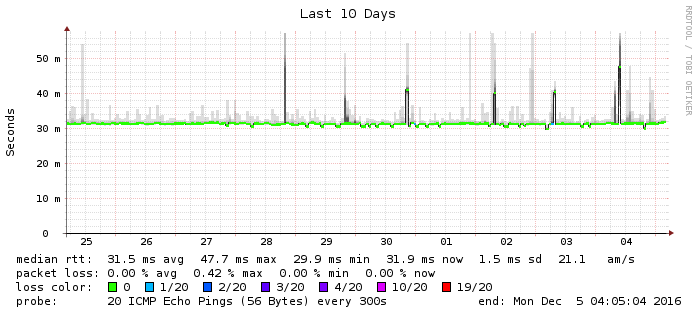 Last 10 Days
RRDTOOL / TOBI OETIKER
Seconds
50 m
40 m
30 m
20 m
10 m
0
25 26 27 28 29 30 01 02 03 04
median rtt: 31.5 ms avg 47.7 ms max 29.9 ms min 31.9 ms now 1.5 ms sd 21.1 am/s
packet loss: 0.00 % avg 0.42 % max 0.00 % min 0.00 % now
loss color: 0 1/20 2/20 3/20 4/20 10/20 19/20
probe: 20 ICMP Echo Pings (56 Bytes) every 300s end: Mon Dec 5 04:05:04 2016